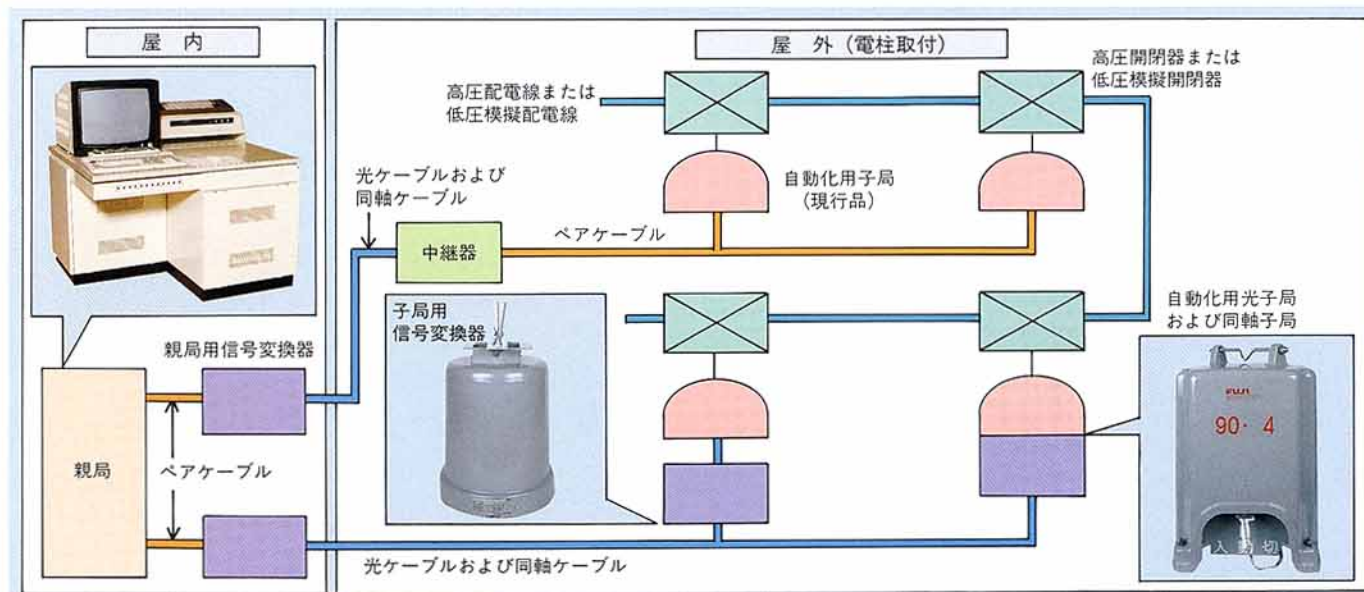 屋内
屋 外（電柱取付）
高圧配電線または
低圧模擬配電線
高圧開閉器または
低圧模擬開閉器
光ケーブルおよび
同軸ケーブル
自動化用子局
（現行品）
中継器
ペアケーブル
子局用
信号変換器
自動化用光子局
および同軸子局
親局用信号変換器
FUJI
90・4
親局
ペアケーブル
光ケーブルおよび同軸ケーブル